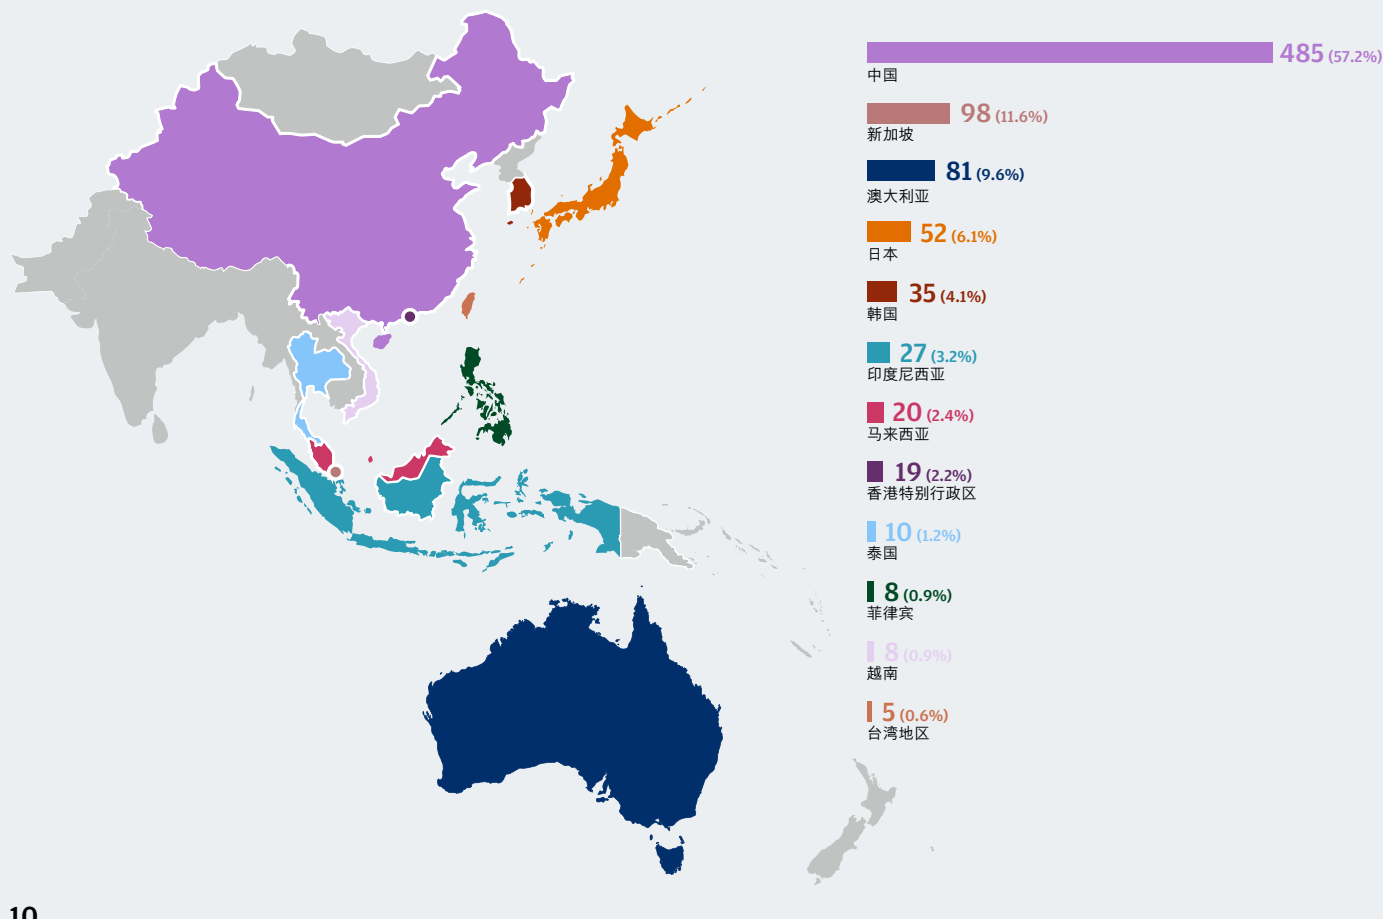 485 (57.2%)
中国
98 (11.6%)
新加坡
81 (9.6%)
澳大利亚
52 (6.1%)
日本
35 (4.1%)
韩国
27 (3.2%)
印度尼西亚
20 (2.4%)
马来西亚
19 (2.2%)
香港特别行政区
10 (1.2%)
泰国
8 (0.9%)
菲律宾
8 (0.9%)
越南
5 (0.6%)
台湾地区
10